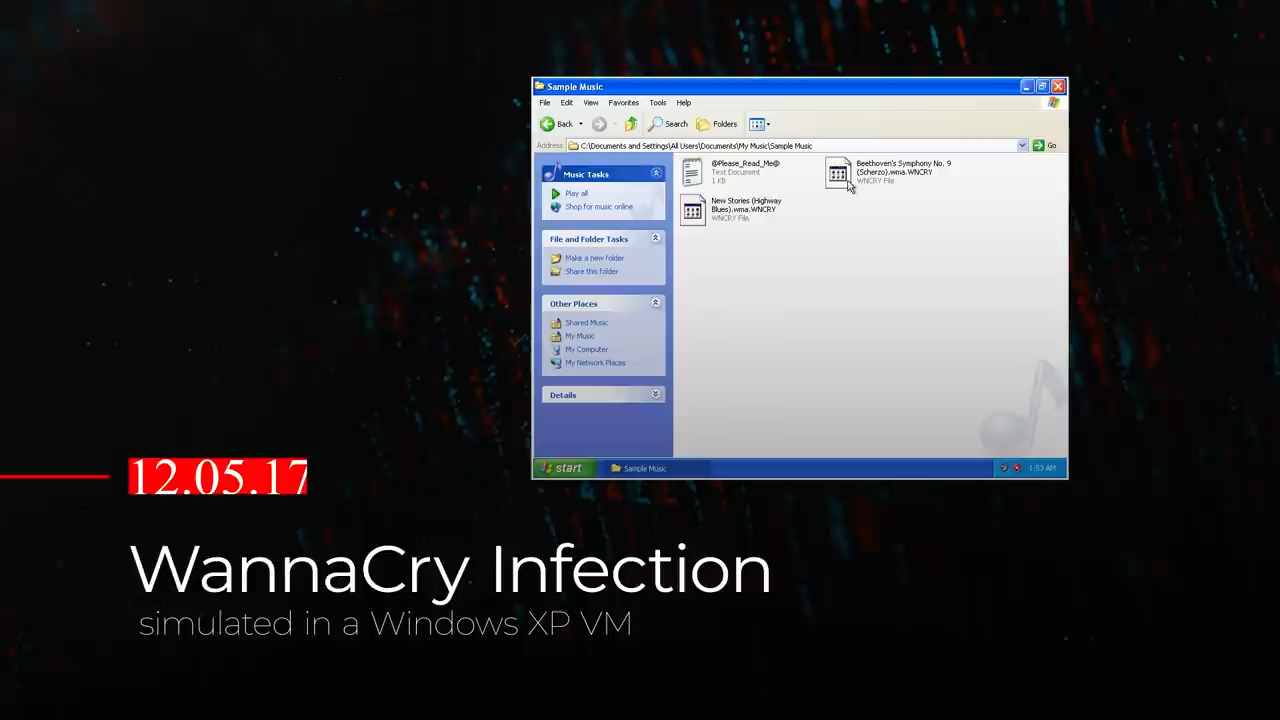 Sample Music
File Edit View Favorites Tools Help
Back Search Folders
Address C:\Documents and Settings\All Users\Documents\My Music\Sample Music Go
Music Tasks
Play all
Shop for music online
File and Folder Tasks
Make a new folder
Share this folder
Other Places
Shared Music
My Music
My Computer
My Network Places
Details
@Please_Read_Me@
Text Document
1 KB
Beethoven's Symphony No. 9
(Scherzo).wma.WNCRY
WNCRY File
New Stories (Highway
Blues).wma.WNCRY
WNCRY File
start Sample Music 1:53 AM
12.05.17
WannaCry Infection
simulated in a Windows XP VM